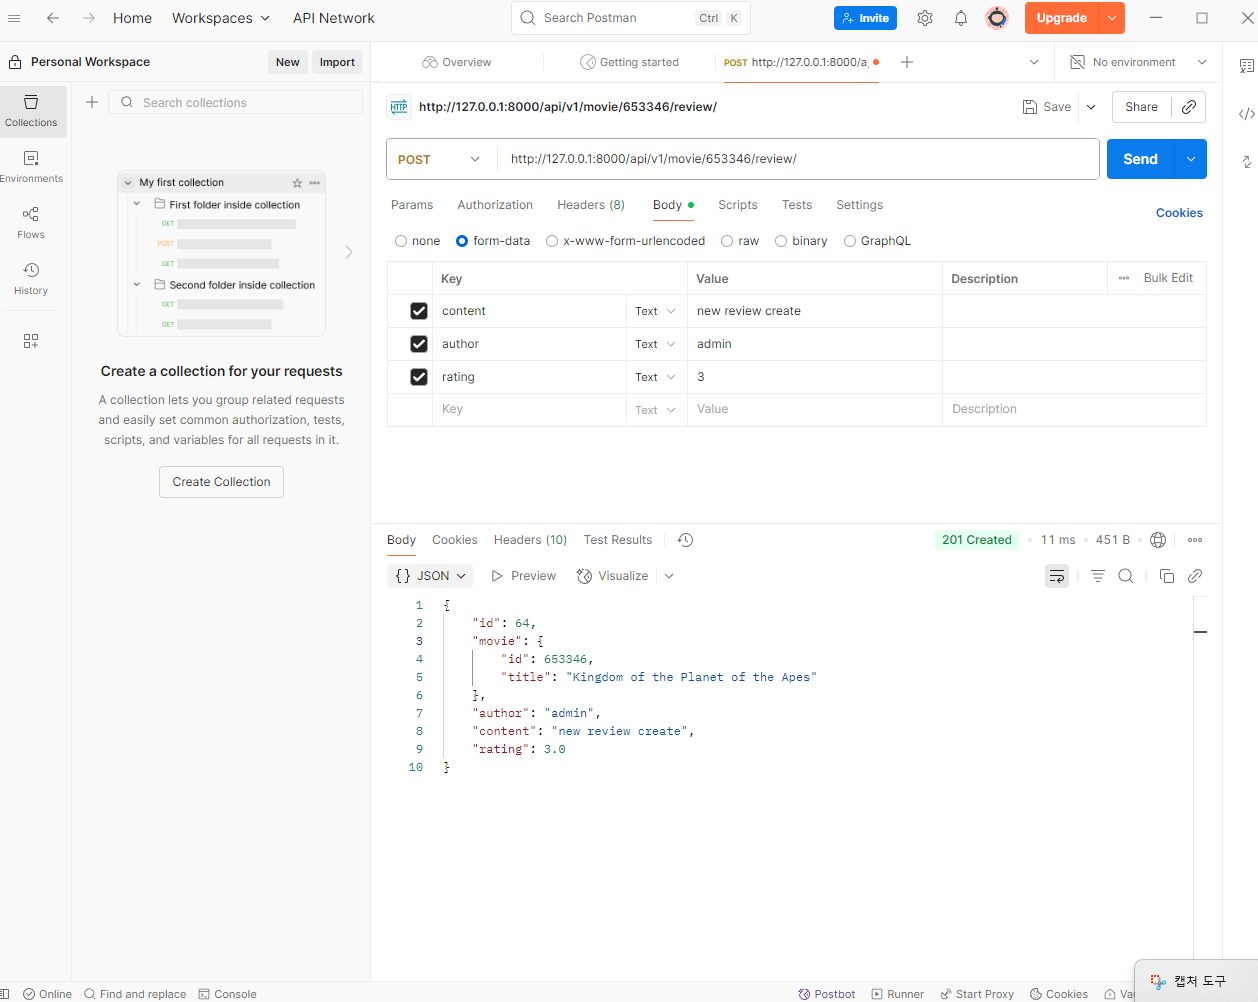 Home Workspaces API Network Search Postman Ctrl K Invite Upgrade
Personal Workspace New Import Overview Getting started POST http://127.0.0.1:8000/a No environment
Collections
Search collections
http://127.0.0.1:8000/api/v1/movie/653346/review/ Save Share
Environments
Flows
History
My first collection
First folder inside collection
GET
POST
GET
Second folder inside collection
GET
GET
Create a collection for your requests
A collection lets you group related requests
and easily set common authorization, tests,
scripts, and variables for all requests in it.
Create Collection
POST http://127.0.0.1:8000/api/v1/movie/653346/review/ Send
Params Authorization Headers (8) Body Scripts Tests Settings Cookies
none form-data x-www-form-urlencoded raw binary GraphQL
Key Value Description Bulk Edit
content Text new review create
author Text admin
rating Text 3
Key Text Value Description
Body Cookies Headers (10) Test Results 201 Created 11 ms 451 B
{} JSON Preview Visualize
1 {
2 "id": 64,
3 "movie": {
4 "id": 653346,
5 "title": "Kingdom of the Planet of the Apes"
6 },
7 "author": "admin",
8 "content": "new review create",
9 "rating": 3.0
10 }
캡처 도구
Online Find and replace Console Postbot Runner Start Proxy Cookies